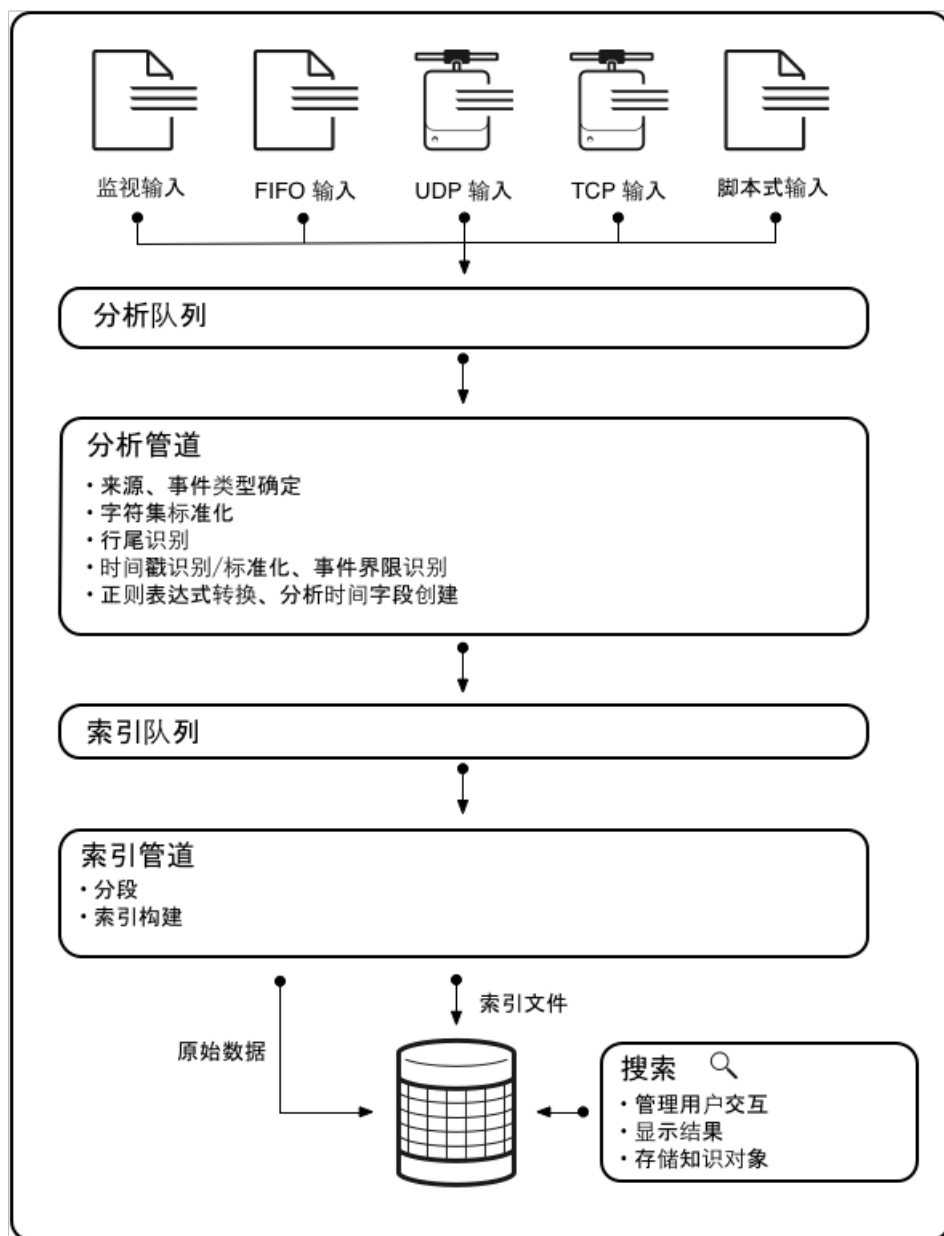 监视输入 FIFO 输入 UDP 输入 TCP 输入 脚本式输入
分析队列
分析管道
・来源、事件类型确定
・字符集标准化
・行尾识别
・时间戳识别/标准化、事件界限识别
・正则表达式转换、分析时间字段创建
索引队列
索引管道
・分段
・索引构建
索引文件
原始数据
搜索
・管理用户交互
・显示结果
・存储知识对象